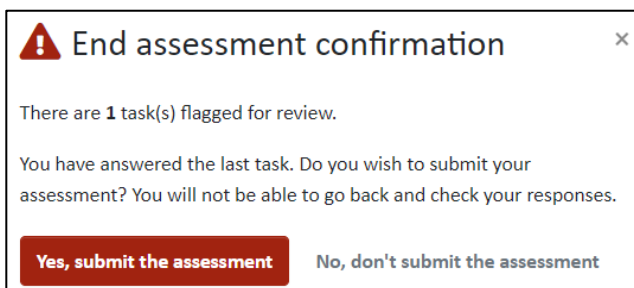 End assessment confirmation
There are 1 task(s) flagged for review.
You have answered the last task. Do you wish to submit your
assessment? You will not be able to go back and check your responses.
Yes, submit the assessment No, don't submit the assessment